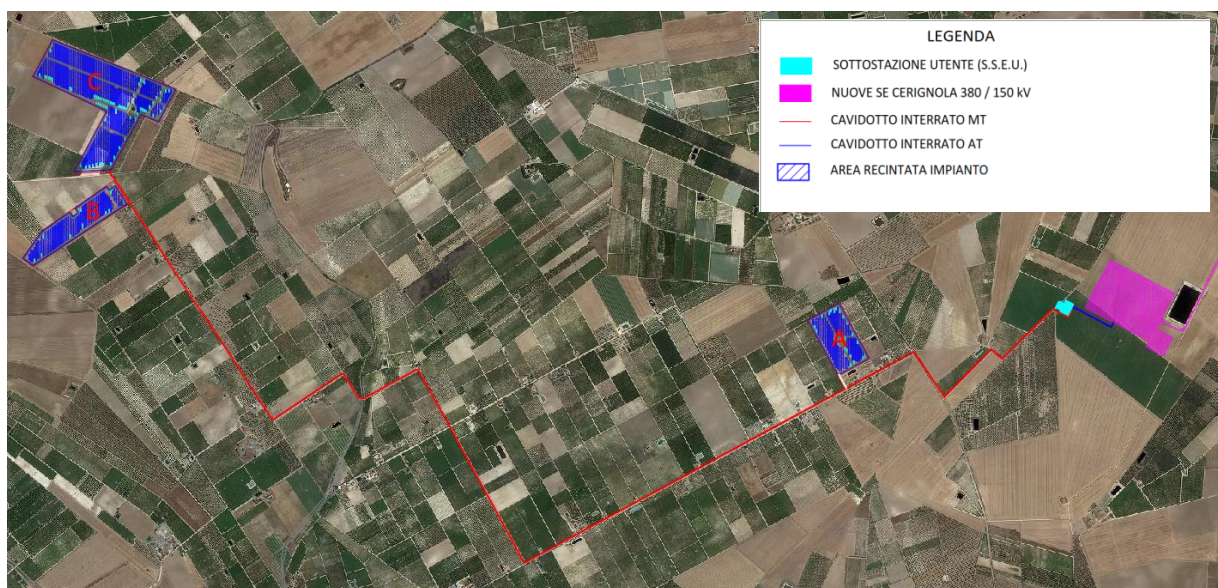 LEGENDA
SOTTOSTAZIONE UTENTE (S.S.E.U.)
NUOVE SE CERIGNOLA 380 / 150 kV
CAVIDOTTO INTERRATO MT
CAVIDOTTO INTERRATO AT
AREA RECINTATA IMPIANTO
C
B
A